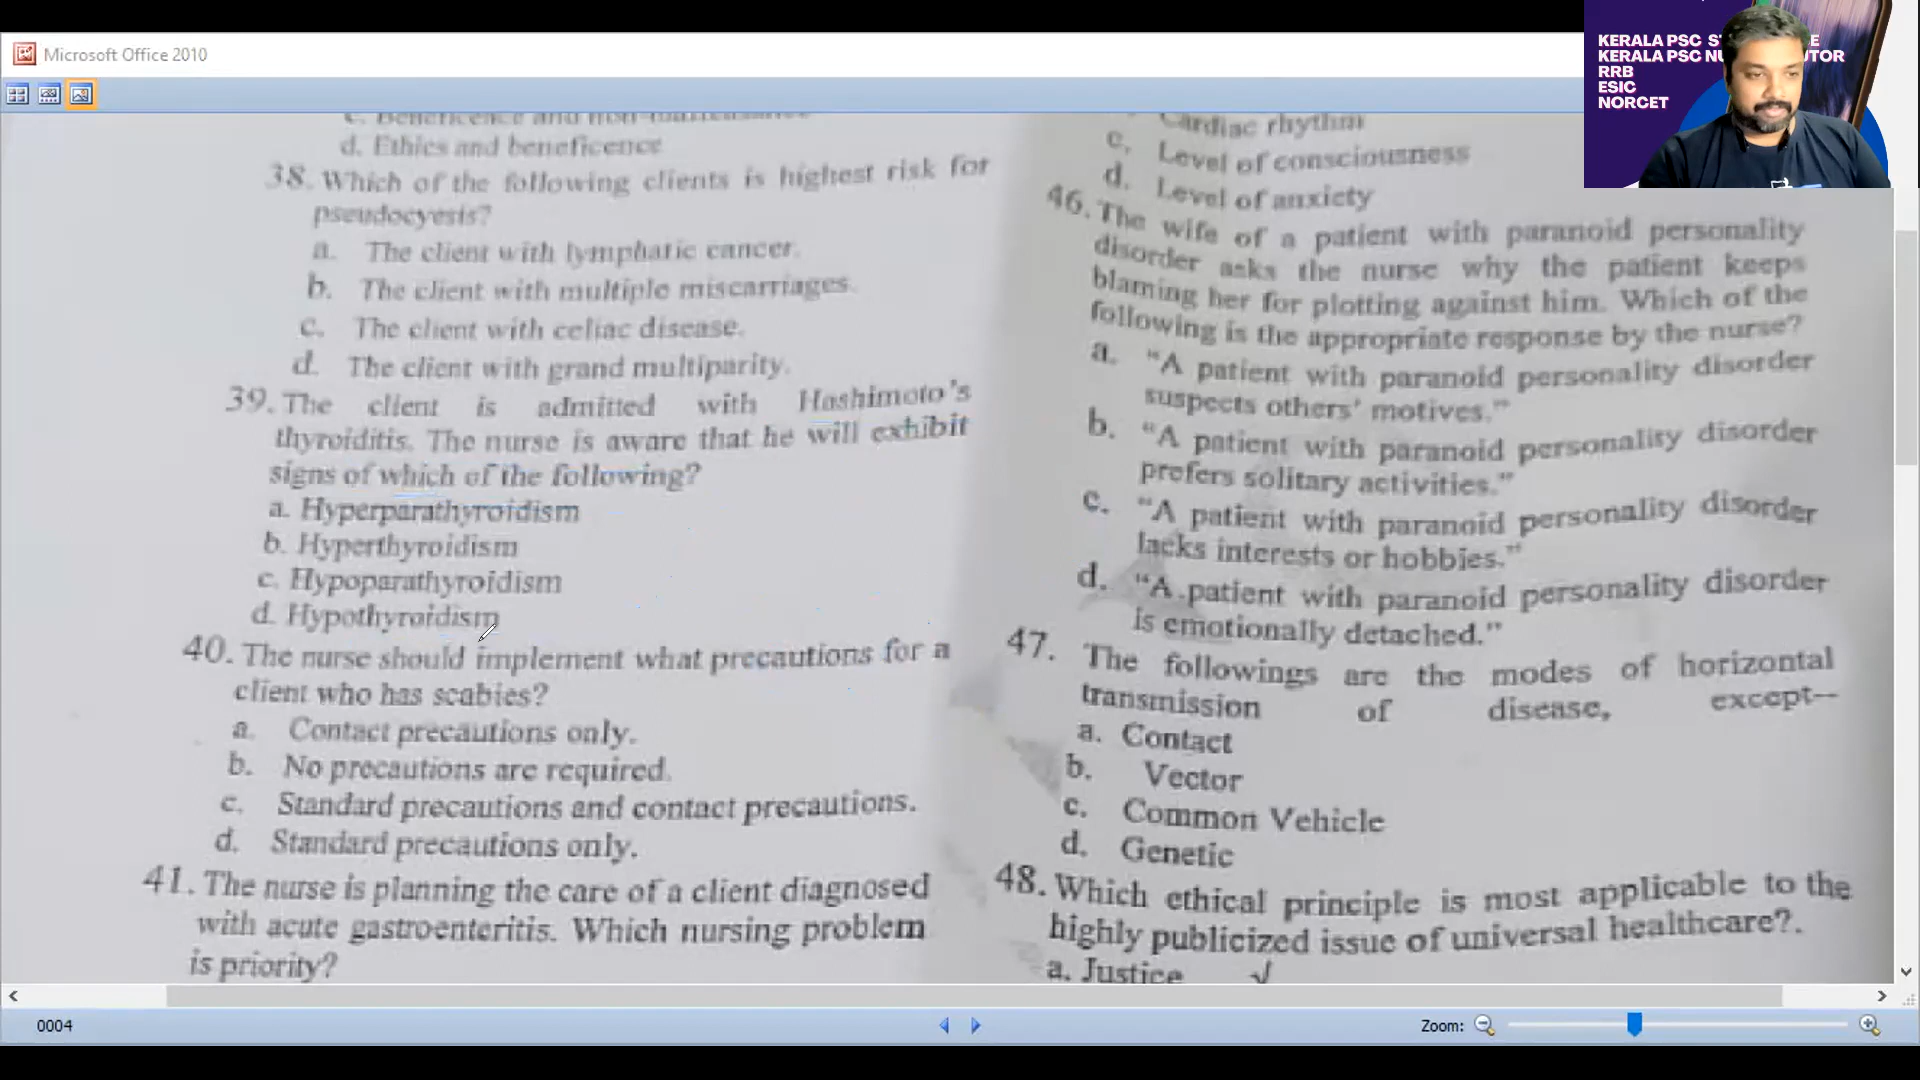 Microsoft Office 2010
KERALA PSC
KERALA PSC
RRB
ESIC
NORCET
c. Beneficence and non-maleficence
d. Ethics and beneficence
38. Which of the following clients is highest risk for
pseudocyesis?
a. The client with lymphatic cancer.
b. The client with multiple miscarriages.
c. The client with celiac disease.
d. The client with grand multiparity.
39. The client is admitted with Hashimoto's
thyroiditis. The nurse is aware that he will exhibit
signs of which of the following?
a. Hyperparathyroidism
b. Hyperthyroidism
c. Hypoparathyroidism
d. Hypothyroidism
40. The nurse should implement what precautions for a
client who has scabies?
a. Contact precautions only.
b. No precautions are required.
c. Standard precautions and contact precautions.
d. Standard precautions only.
41. The nurse is planning the care of a client diagnosed
with acute gastroenteritis. Which nursing problem
is priority?
Cardiac rhythm
c. Level of consciousness
d. Level of anxiety
46. The wife of a patient with paranoid personality
disorder asks the nurse why the patient keeps
blaming her for plotting against him. Which of the
following is the appropriate response by the nurse?
a. "A patient with paranoid personality disorder
suspects others' motives."
b. "A patient with paranoid personality disorder
prefers solitary activities."
c. "A patient with paranoid personality disorder
lacks interests or hobbies."
d. "A patient with paranoid personality disorder
is emotionally detached."
47. The followings are the modes of horizontal
transmission of disease, except--
a. Contact
b. Vector
c. Common Vehicle
d. Genetic
48. Which ethical principle is most applicable to the
highly publicized issue of universal healthcare?.
a. Justice
0004
Zoom: